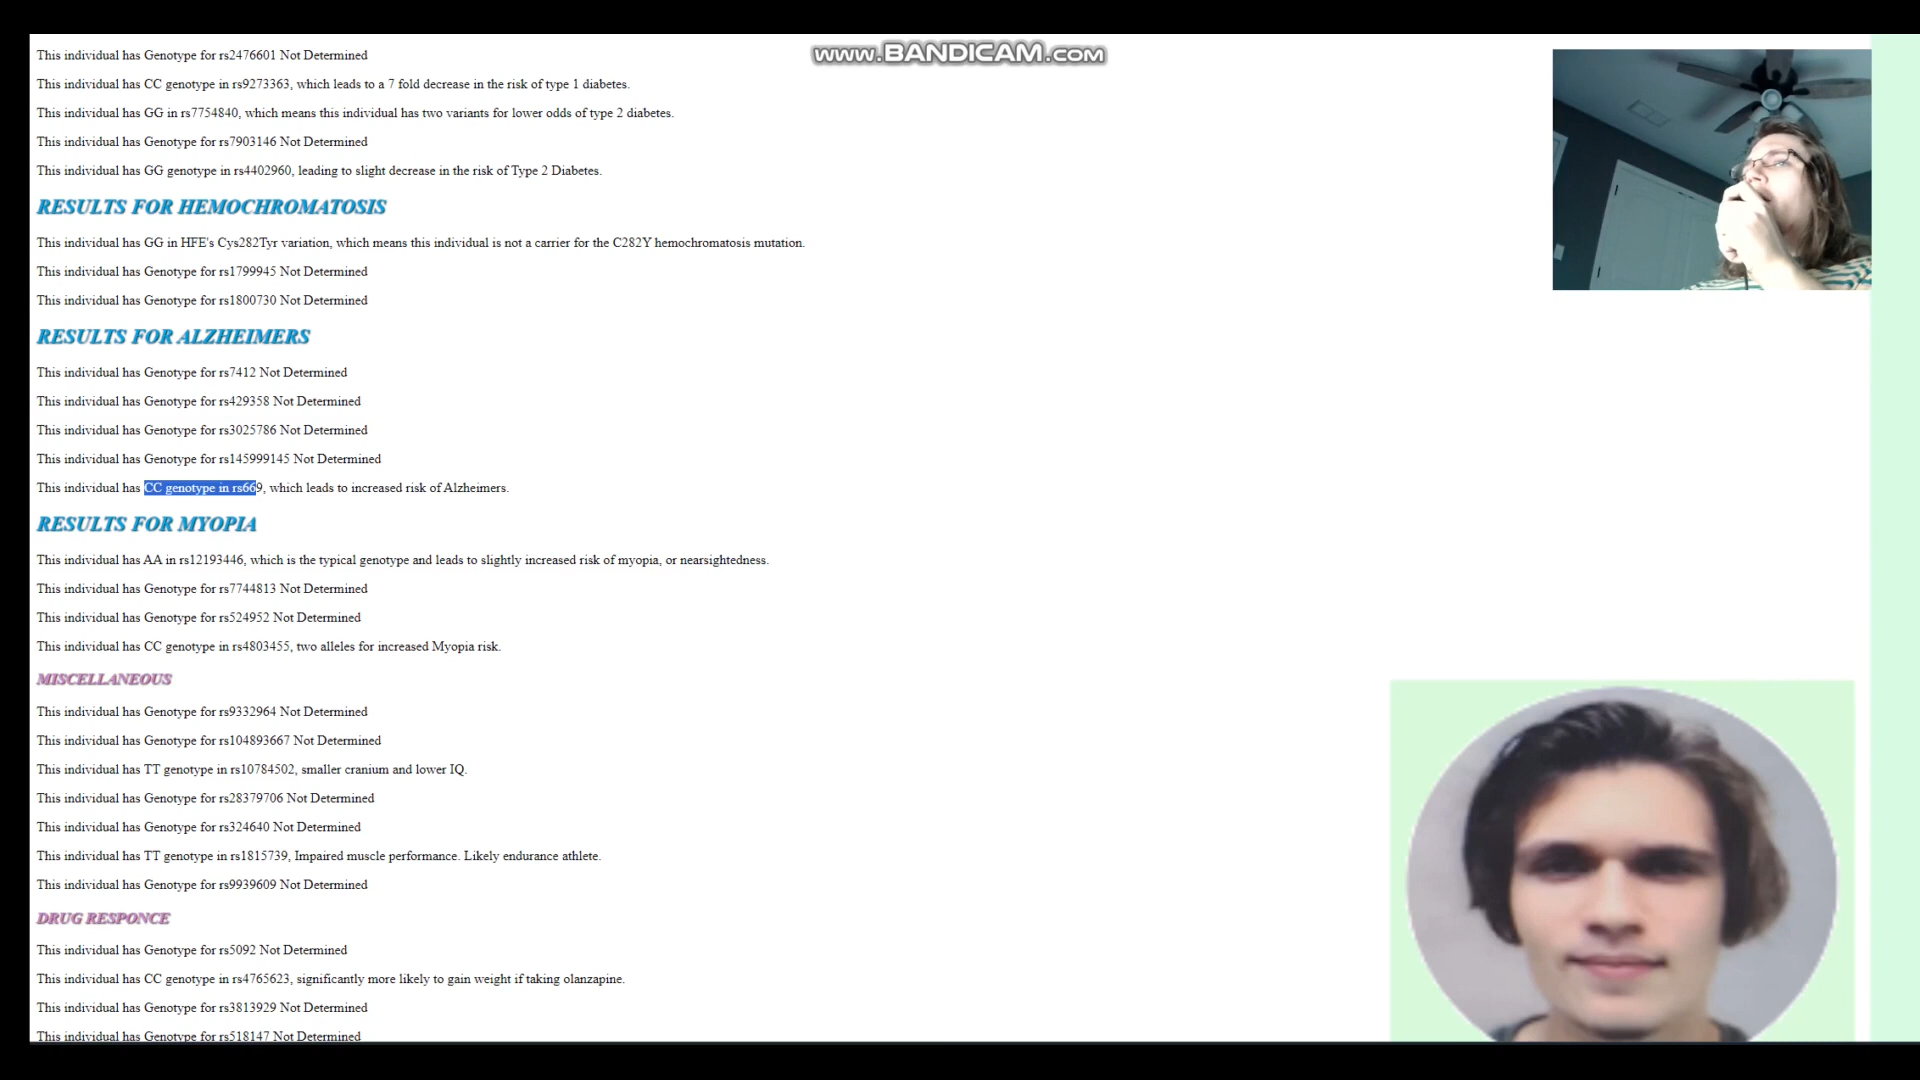 www.BANDICAM.com
This individual has Genotype for rs2476601 Not Determined
This individual has CC genotype in rs9273363, which leads to a 7 fold decrease in the risk of type 1 diabetes.
This individual has GG in rs7754840, which means this individual has two variants for lower odds of type 2 diabetes.
This individual has Genotype for rs7903146 Not Determined
This individual has GG genotype in rs4402960, leading to slight decrease in the risk of Type 2 Diabetes.
RESULTS FOR HEMOCHROMATOSIS
This individual has GG in HFE's Cys282Tyr variation, which means this individual is not a carrier for the C282Y hemochromatosis mutation.
This individual has Genotype for rs1799945 Not Determined
This individual has Genotype for rs1800730 Not Determined
RESULTS FOR ALZHEIMERS
This individual has Genotype for rs7412 Not Determined
This individual has Genotype for rs429358 Not Determined
This individual has Genotype for rs3025786 Not Determined
This individual has Genotype for rs145999145 Not Determined
This individual has CC genotype in rs669, which leads to increased risk of Alzheimers.
RESULTS FOR MYOPIA
This individual has AA in rs12193446, which is the typical genotype and leads to slightly increased risk of myopia, or nearsightedness.
This individual has Genotype for rs7744813 Not Determined
This individual has Genotype for rs524952 Not Determined
This individual has CC genotype in rs4803455, two alleles for increased Myopia risk.
MISCELLANEOUS
This individual has Genotype for rs9332964 Not Determined
This individual has Genotype for rs104893667 Not Determined
This individual has TT genotype in rs10784502, smaller cranium and lower IQ.
This individual has Genotype for rs28379706 Not Determined
This individual has Genotype for rs324640 Not Determined
This individual has TT genotype in rs1815739, Impaired muscle performance. Likely endurance athlete.
This individual has Genotype for rs9939609 Not Determined
DRUG RESPONCE
This individual has Genotype for rs5092 Not Determined
This individual has CC genotype in rs4765623, significantly more likely to gain weight if taking olanzapine.
This individual has Genotype for rs3813929 Not Determined
This individual has Genotype for rs518147 Not Determined